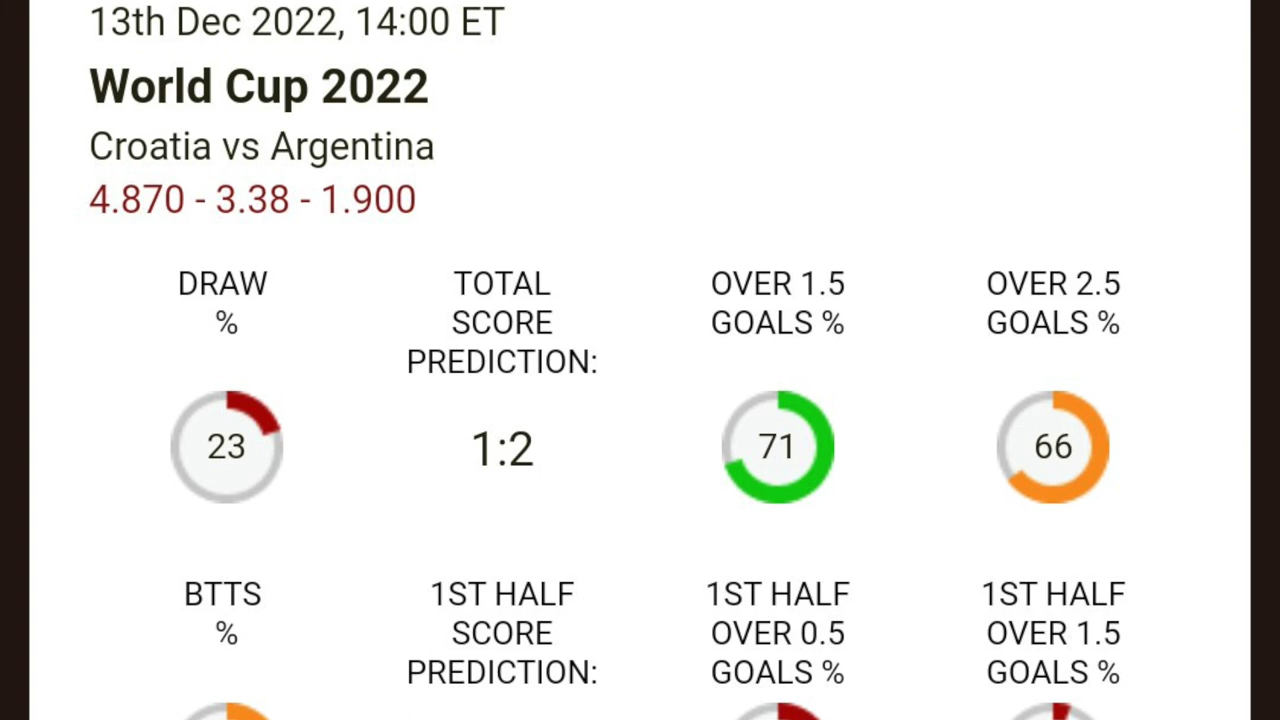 13th Dec 2022, 14:00 ET
World Cup 2022
Croatia vs Argentina
4.870 - 3.38 - 1.900
DRAW
%
TOTAL
SCORE
PREDICTION:
OVER 1.5
GOALS %
OVER 2.5
GOALS %
23
1:2
71
66
BTTS
%
1ST HALF
SCORE
PREDICTION:
1ST HALF
OVER 0.5
GOALS %
1ST HALF
OVER 1.5
GOALS %